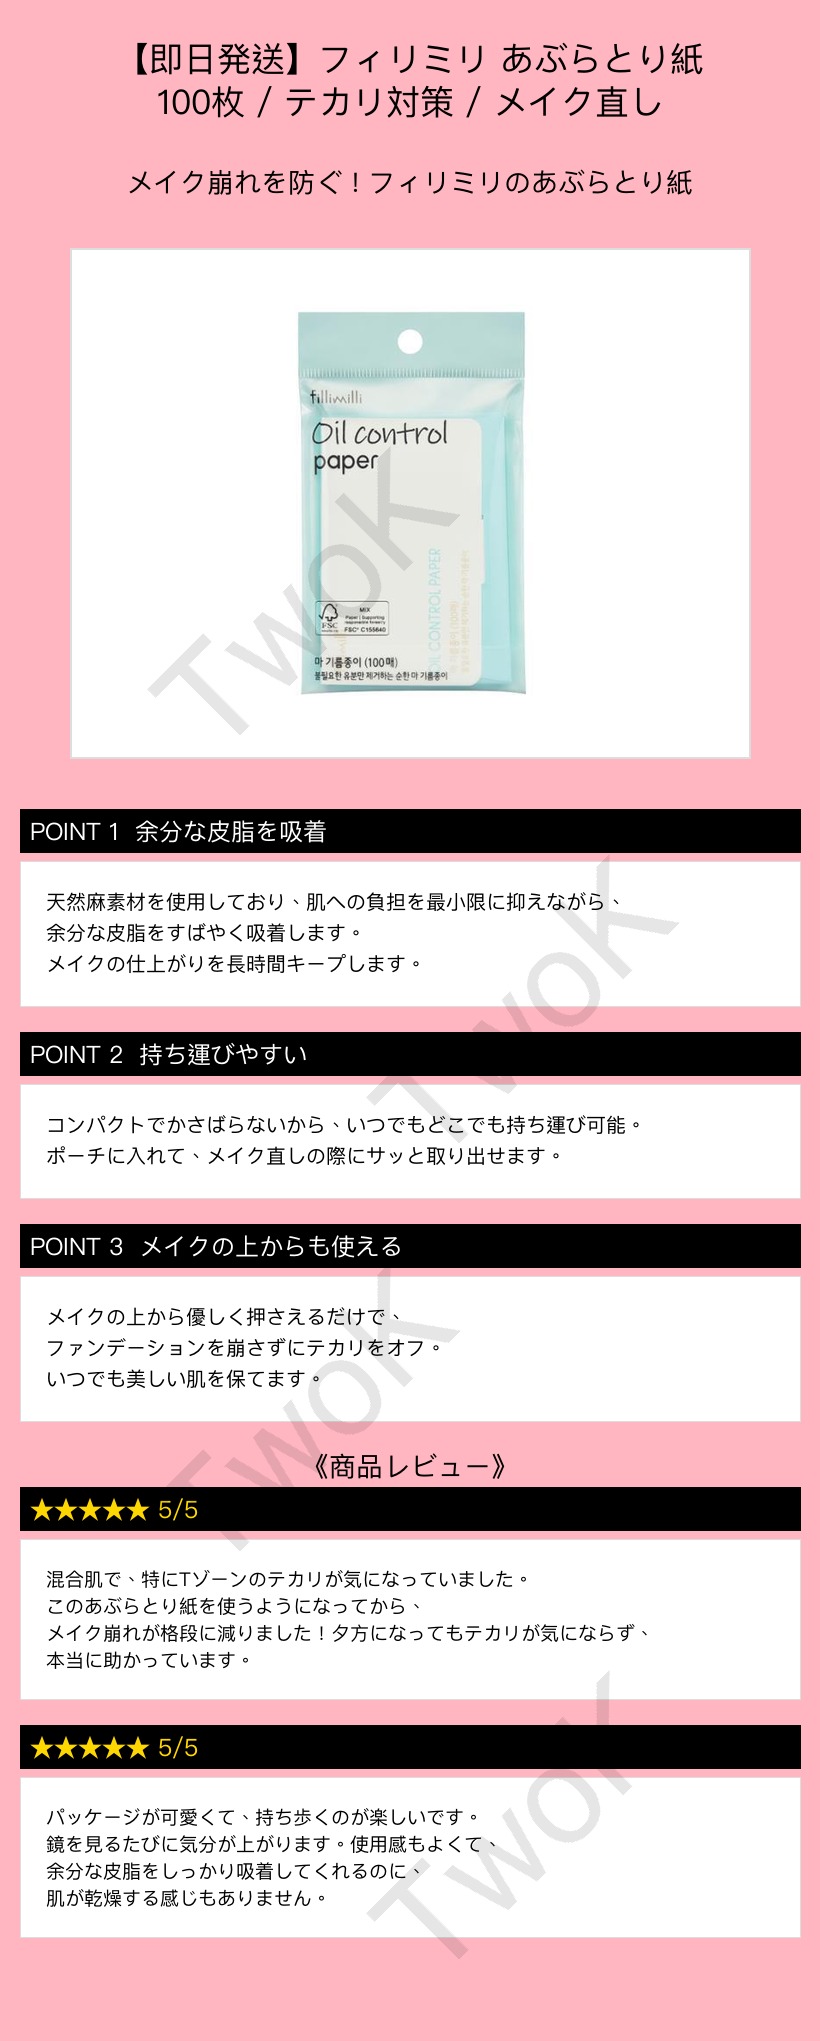 【即日発送】フィリミリ あぶらとり紙
100枚 / テカリ対策 / メイク直し
メイク崩れを防ぐ！フィリミリのあぶらとり紙
fillimilli
Oil control
paper
OIL CONTROL PAPER
마 기름종이 (100매)
FSC
MIX
Paper | Supporting
responsible forestry
FSC® C155640
마 기름종이 (100매)
불필요한 유분만 제거하는 순한 마 기름종이
TwoK
POINT 1 余分な皮脂を吸着
天然麻素材を使用しており、肌への負担を最小限に抑えながら、
余分な皮脂をすばやく吸着します。
メイクの仕上がりを長時間キープします。
TwoK
POINT 2 持ち運びやすい
コンパクトでかさばらないから、いつでもどこでも持ち運び可能。
ポーチに入れて、メイク直しの際にサッと取り出せます。
POINT 3 メイクの上からも使える
メイクの上から優しく押さえるだけで、
ファンデーションを崩さずにテカリをオフ。
いつでも美しい肌を保てます。
TwoK
《商品レビュー》
★★★★★ 5/5
混合肌で、特にTゾーンのテカリが気になっていました。
このあぶらとり紙を使うようになってから、
メイク崩れが格段に減りました！夕方になってもテカリが気にならず、
本当に助かっています。
★★★★★ 5/5
パッケージが可愛くて、持ち歩くのが楽しいです。
鏡を見るたびに気分が上がります。使用感もよくて、
余分な皮脂をしっかり吸着してくれるのに、
肌が乾燥する感じもありません。
TwoK